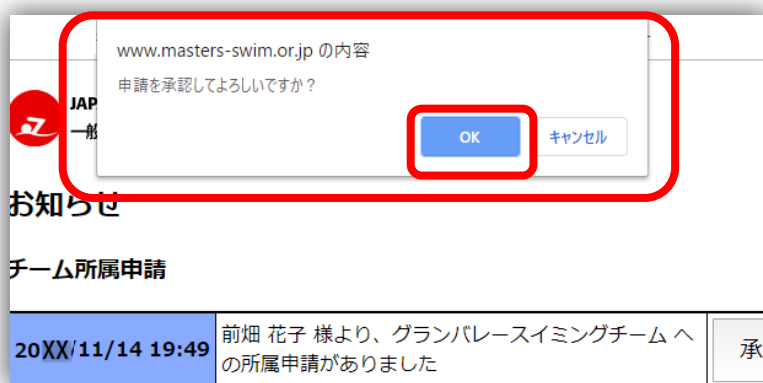 www.masters-swim.or.jp の内容
申請を承認してよろしいですか？
OK
キャンセル
JAP
一般
お知らせ
チーム所属申請
20XX/11/14 19:49
前畑 花子 様より、グランバレースイミングチーム へ
の所属申請がありました
承